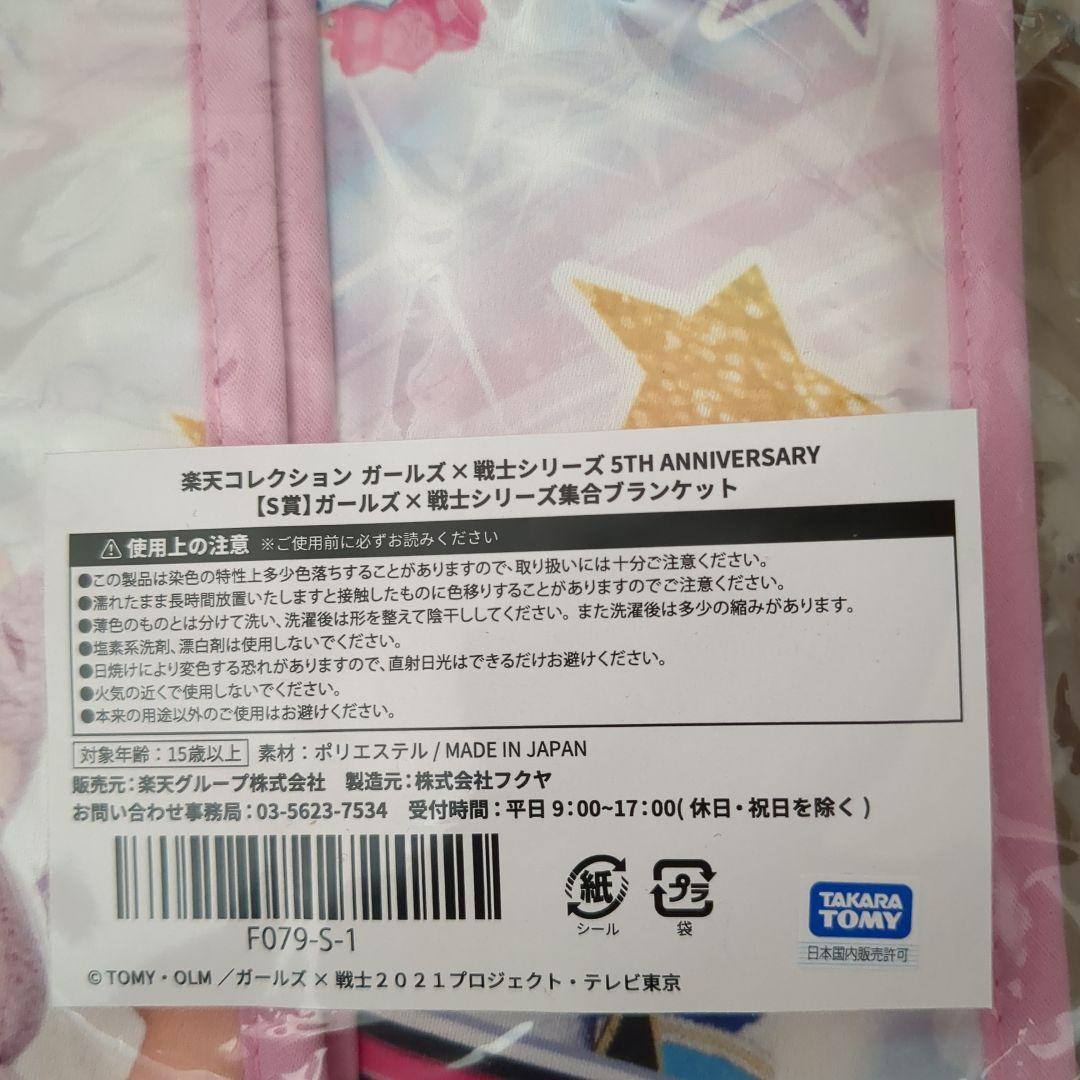 楽天コレクション ガールズ×戦士シリーズ 5TH ANNIVERSARY
【S賞】ガールズ×戦士シリーズ集合ブランケット
使用上の注意 ※ご使用前に必ずお読みください
●この製品は染色の特性上多少色落ちすることがありますので、取り扱いには十分ご注意ください。
●濡れたまま長時間放置いたしますと接触したものに色移りすることがありますのでご注意ください。
●薄色のものとは分けて洗い、洗濯後は形を整えて陰干ししてください。また洗濯後は多少の縮みがあります。
●塩素系洗剤、漂白剤は使用しないでください。
●日焼けにより変色する恐れがありますので、直射日光はできるだけお避けください。
●火気の近くで使用しないでください。
●本来の用途以外のご使用はお避けください。
対象年齢：15歳以上 素材：ポリエステル / MADE IN JAPAN
販売元：楽天グループ株式会社 製造元：株式会社フクヤ
お問い合わせ事務局：03-5623-7534 受付時間：平日 9:00~17:00( 休日・祝日を除く )
紙
シール
プラ
袋
TAKARA
TOMY
日本国内販売許可
F079-S-1
©TOMY・OLM／ガールズ×戦士２０２１プロジェクト・テレビ東京